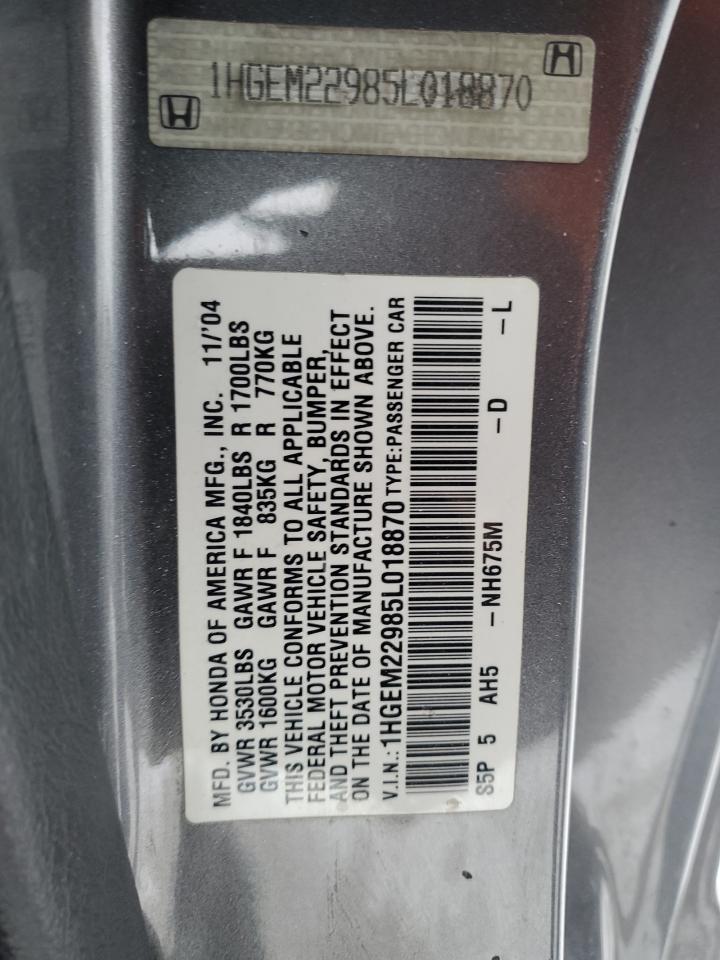 1HGEM22985L018870
MFD. BY HONDA OF AMERICA MFG., INC. 11/'04
GVWR 3530LBS GAWR F 1840LBS R 1700LBS
GVWR 1600KG GAWR F 835KG R 770KG
THIS VEHICLE CONFORMS TO ALL APPLICABLE
FEDERAL MOTOR VEHICLE SAFETY, BUMPER,
AND THEFT PREVENTION STANDARDS IN EFFECT
ON THE DATE OF MANUFACTURE SHOWN ABOVE.
V.I.N.: 1HGEM22985L018870 TYPE:PASSENGER CAR
S5P 5 AH5 - NH675M - D - L